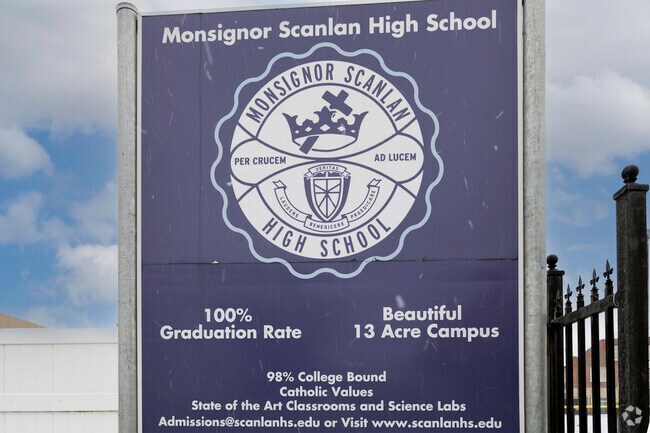 Monsignor Scanlan High School
MONSIGNOR SCANLAN
PER CRUCEM
AD LUCEM
VERITAS
LAUDERE
BENEDICERE
PRAEDICARE
HIGH SCHOOL
100%
Graduation Rate
Beautiful
13 Acre Campus
98% College Bound
Catholic Values
State of the Art Classrooms and Science Labs
Admissions@scanlanhs.edu or Visit www.scanlanhs.edu